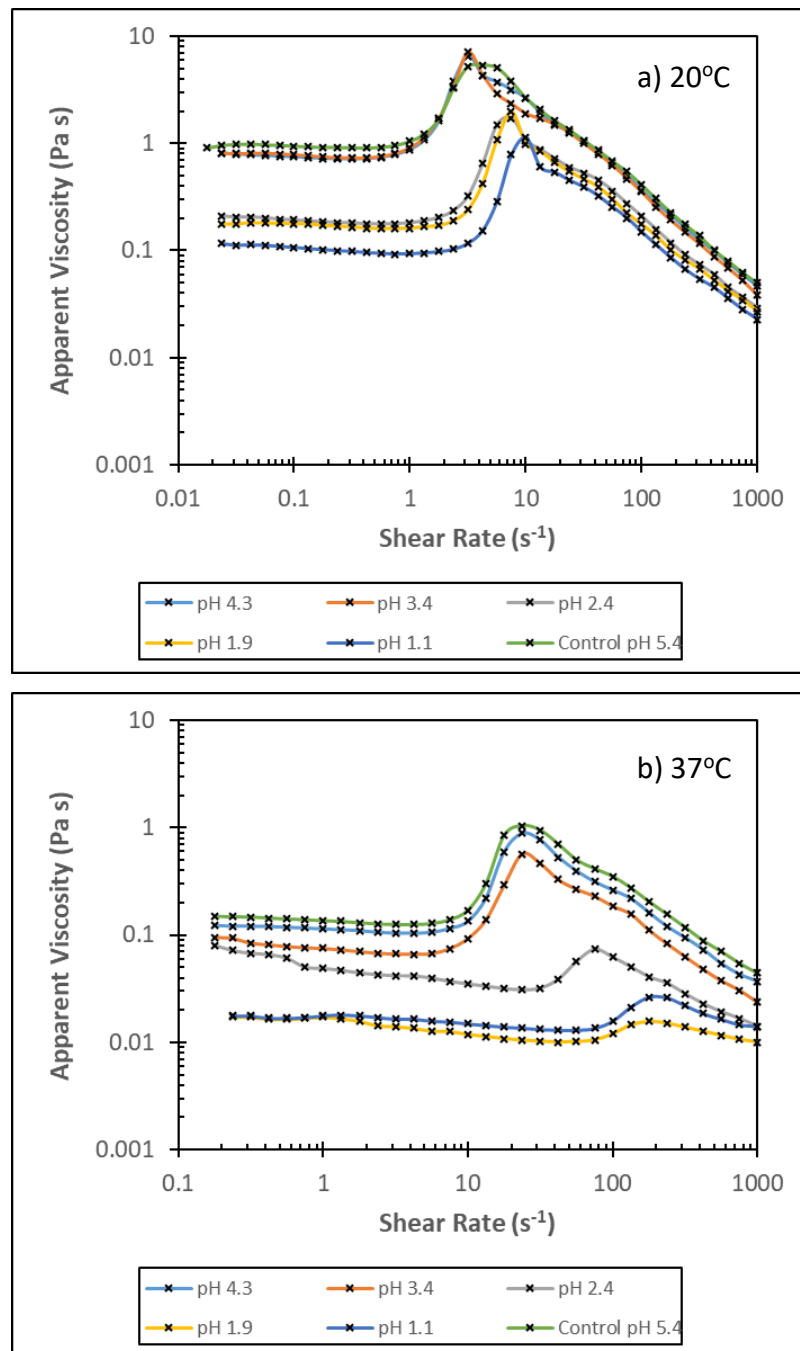 10
a) 20ºC
1
0.1
0.01
0.001
Apparent Viscosity (Pa s)
0.01 0.1 1 10 100 1000
Shear Rate (s⁻¹)
pH 4.3 pH 3.4 pH 2.4
pH 1.9 pH 1.1 Control pH 5.4
10
b) 37ºC
1
0.1
0.01
0.001
Apparent Viscosity (Pa s)
0.1 1 10 100 1000
Shear Rate (s⁻¹)
pH 4.3 pH 3.4 pH 2.4
pH 1.9 pH 1.1 Control pH 5.4